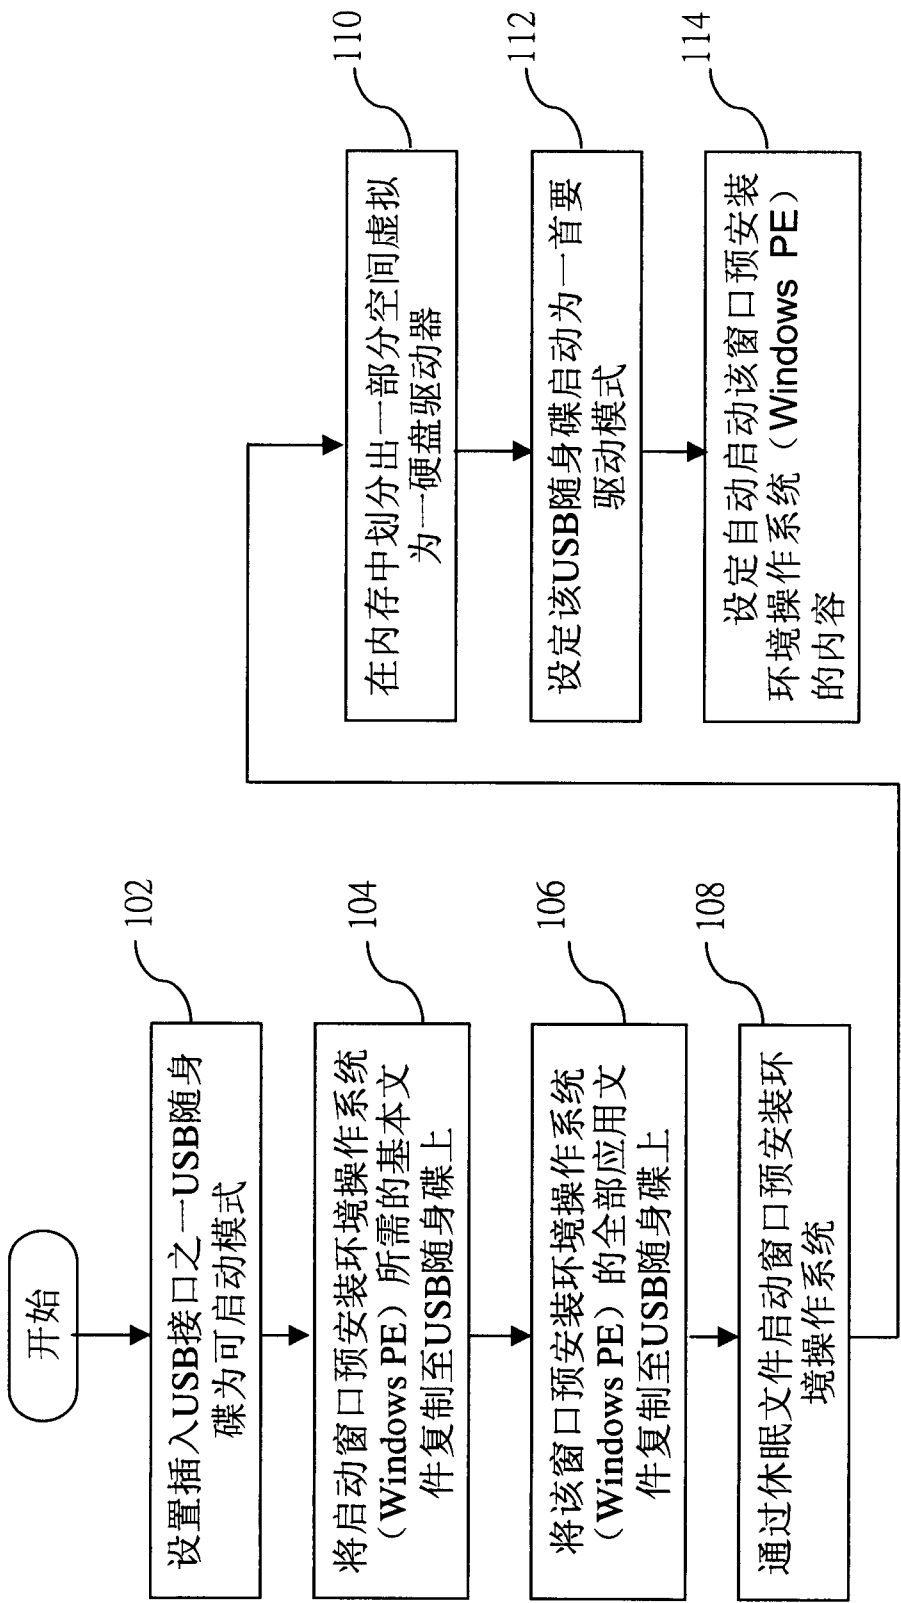 开始
102
设置插入USB接口之一USB随身
碟为可启动模式
104
将启动窗口预安装环境操作系统
（Windows PE）所需的基本文
件复制至USB随身碟上
106
将该窗口预安装环境操作系统
（Windows PE）的全部应用文
件复制至USB随身碟上
108
通过休眠文件启动窗口预安装环
境操作系统
110
在内存中划分出一部分空间虚拟
为一硬盘驱动器
112
设定该USB随身碟启动为一首要
驱动模式
114
设定自动启动该窗口预安装
环境操作系统（Windows PE）
的内容